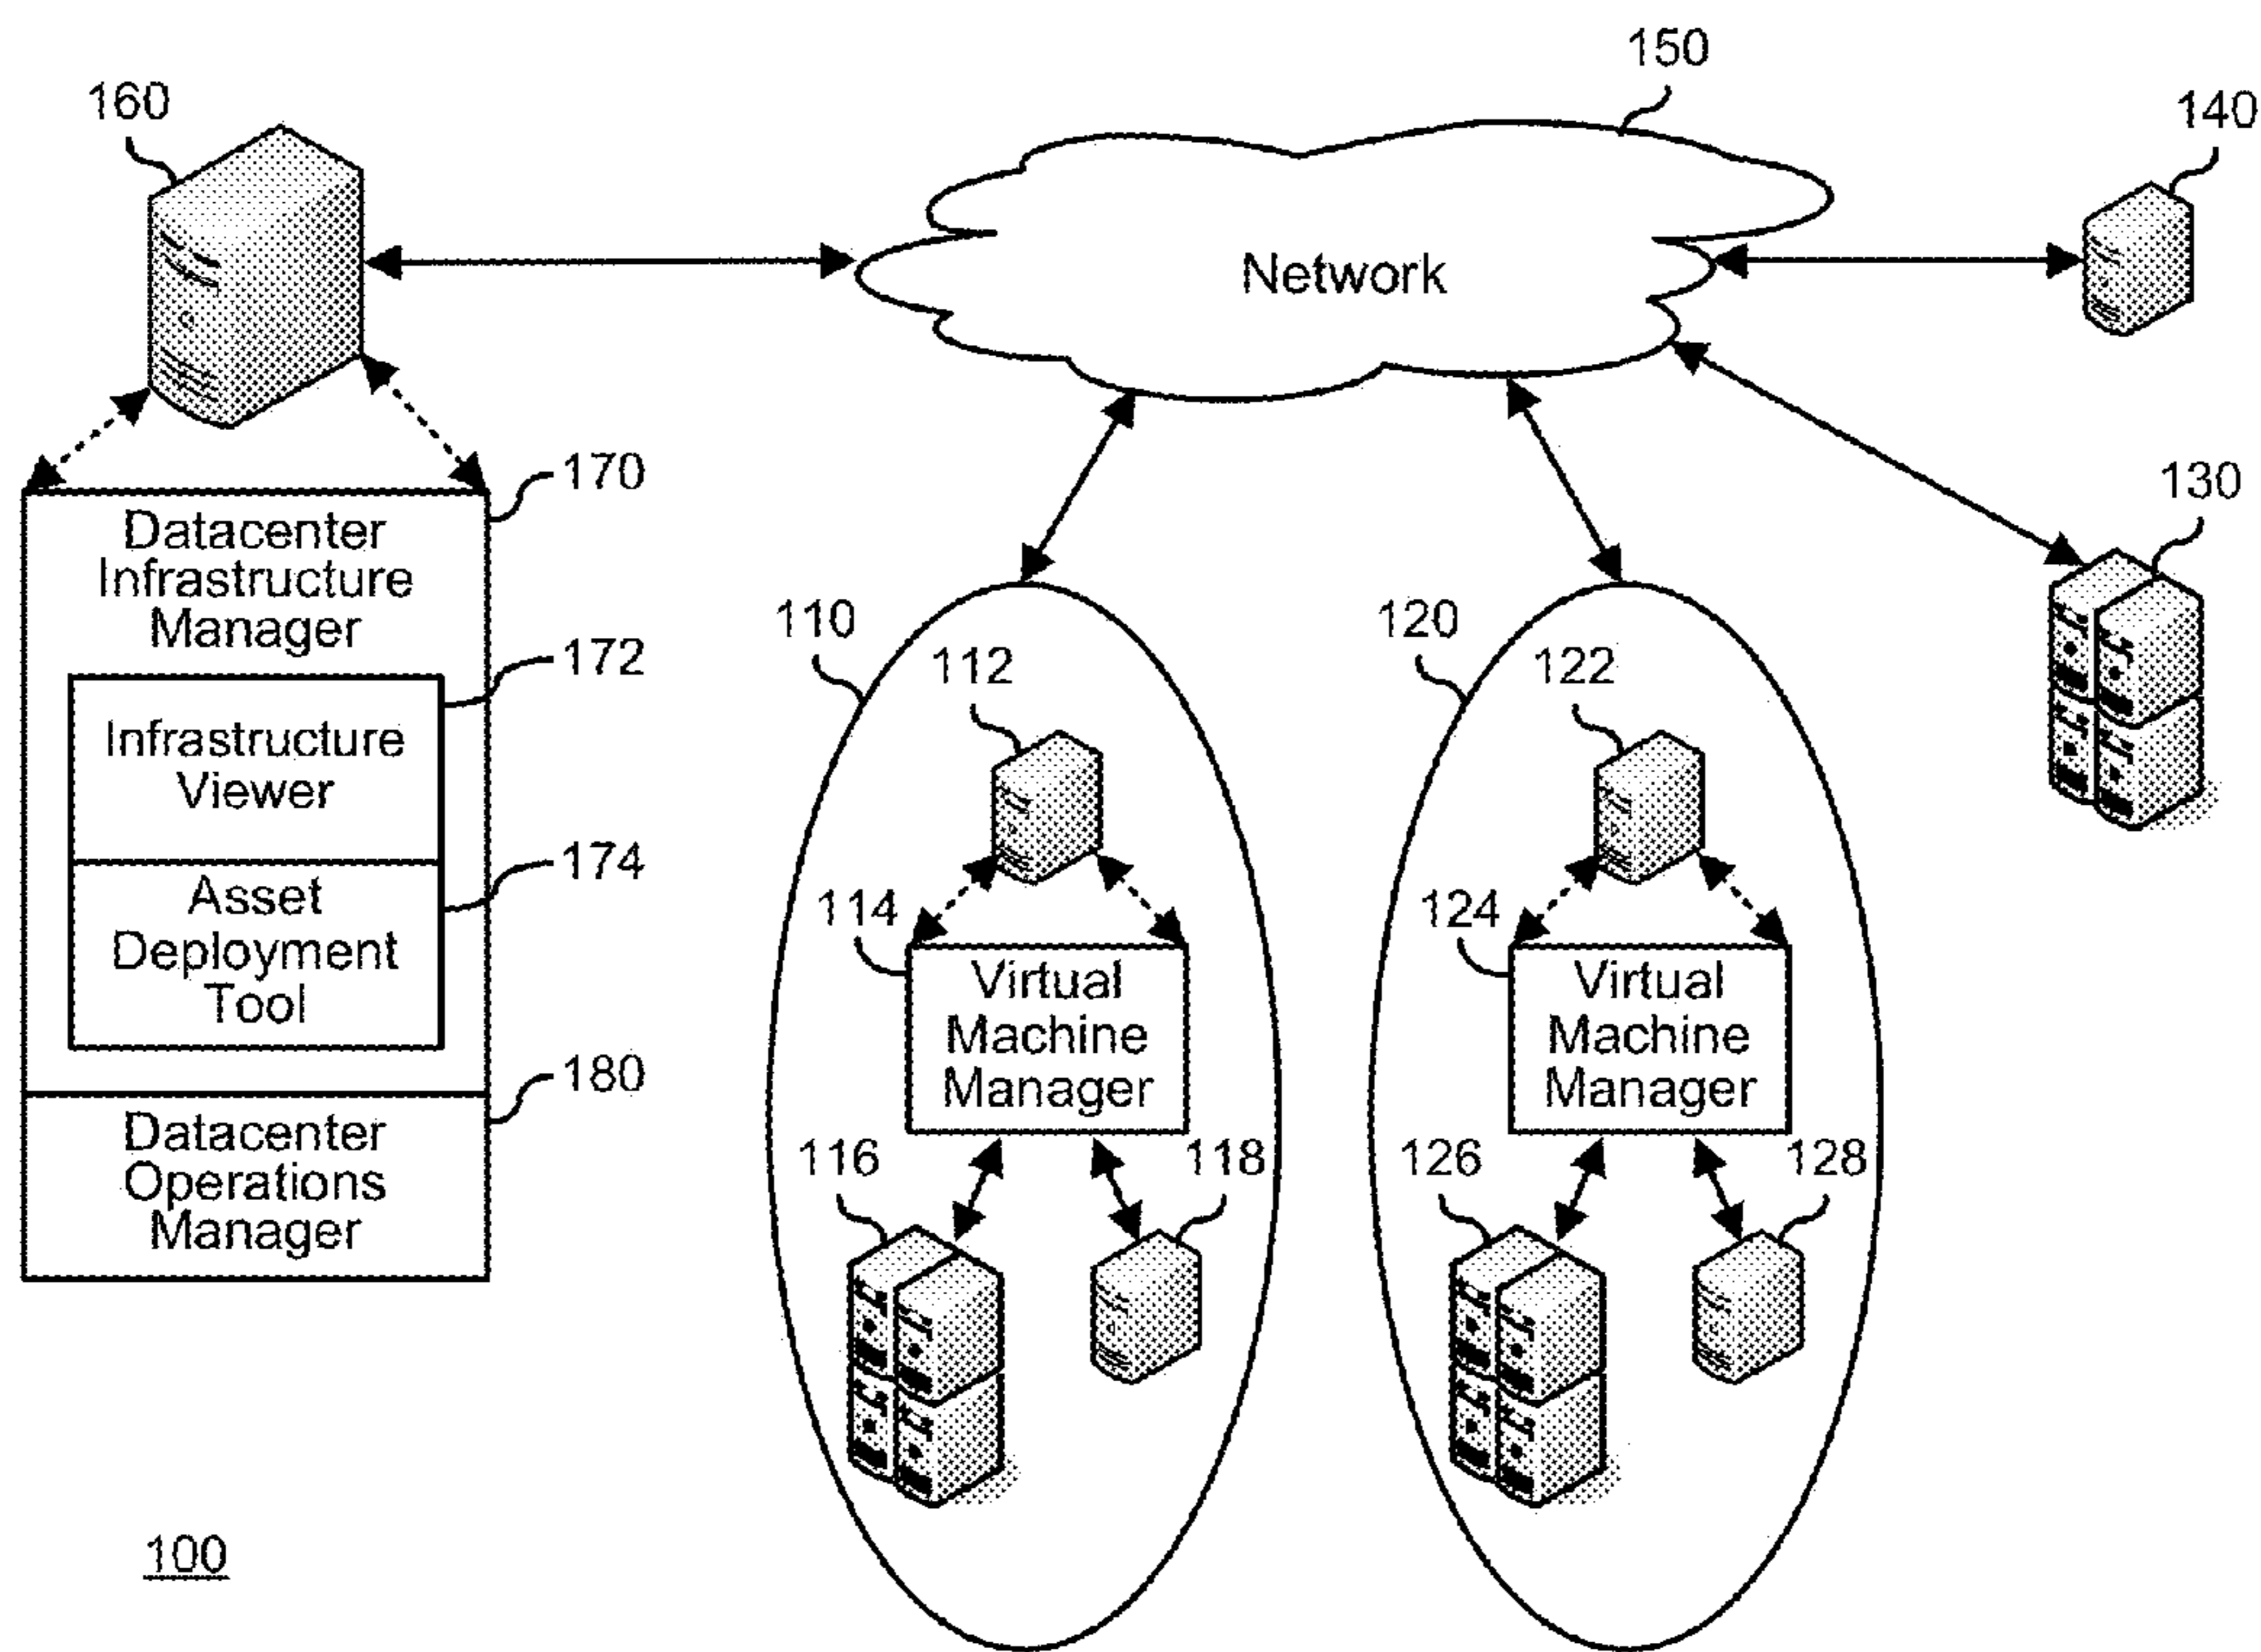 150
160
140
Network
170
Datacenter
Infrastructure
Manager
130
172
110
112
120
122
Infrastructure
Viewer
174
Asset
Deployment
Tool
114
124
Virtual
Machine
Manager
Virtual
Machine
Manager
180
Datacenter
Operations
Manager
116
118
126
128
100